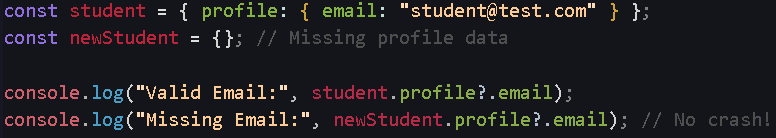 const student = { profile: { email: "student@test.com" } };
const newStudent = {}; // Missing profile data
console.log("Valid Email:", student.profile?.email);
console.log("Missing Email:", newStudent.profile?.email); // No crash!